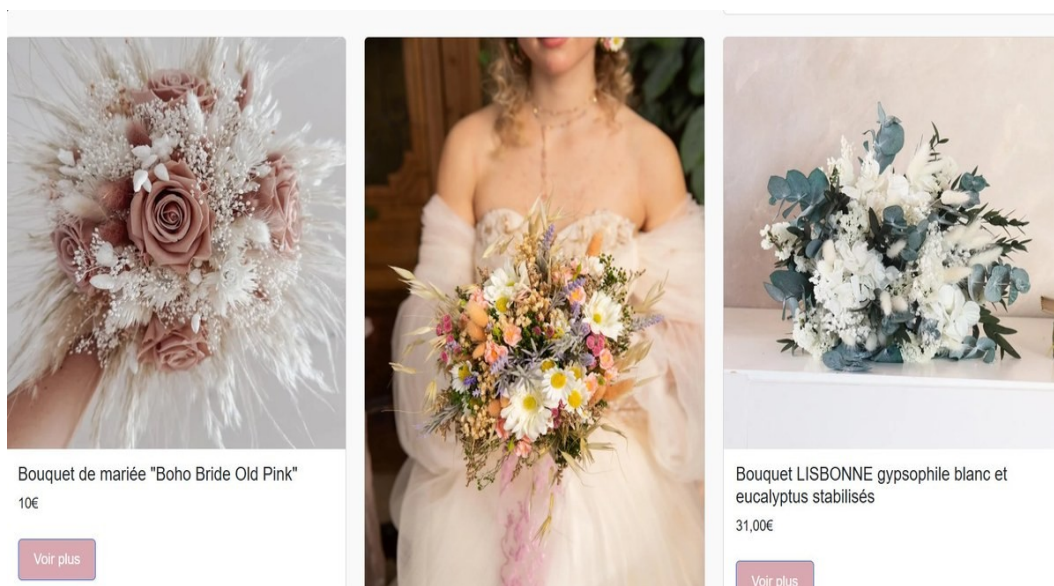 Bouquet de mariée "Boho Bride Old Pink"
10€
Voir plus
Bouquet LISBONNE gypsophile blanc et
eucalyptus stabilisés
31,00€
Voir plus